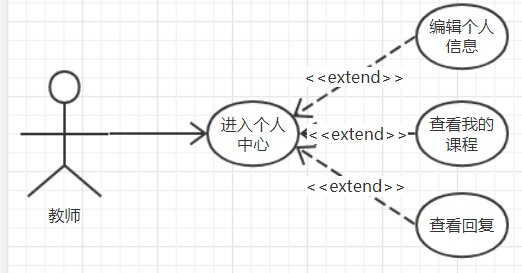 编辑个人
信息
<<extend>>
进入个人
中心
<<extend>>
查看我的
课程
<<extend>>
教师
查看回复